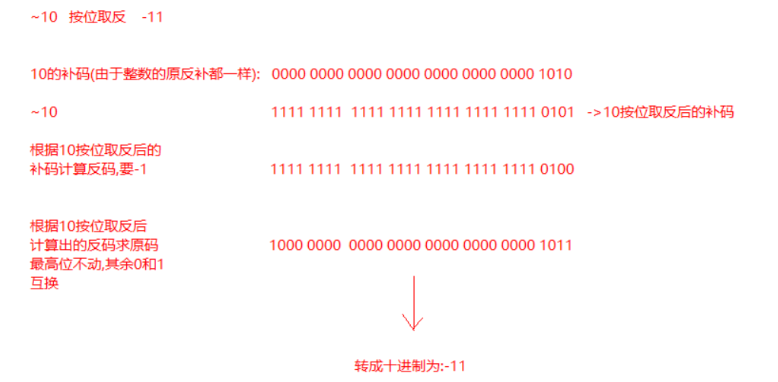 ~10 按位取反 -11
10的补码(由于整数的原反补都一样): 0000 0000 0000 0000 0000 0000 0000 1010
~10 1111 1111 1111 1111 1111 1111 1111 0101 ->10按位取反后的补码
根据10按位取反后的
补码计算反码,要-1 1111 1111 1111 1111 1111 1111 1111 0100
根据10按位取反后
计算出的反码求原码 1000 0000 0000 0000 0000 0000 0000 1011
最高位不动,其余0和1
互换
转成十进制为:-11